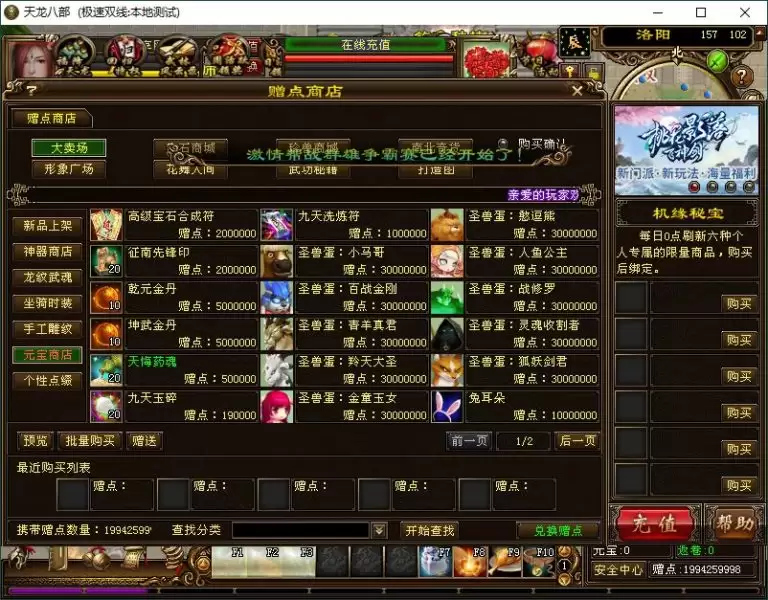 天龙八部 (极速双线:本地测试)
在线充值
洛阳 157 102
北
辰
赠点商店
赠点商店
大卖场
购买确认
激情帮战群雄争霸赛已经开始了!
形象广场
花舞人间
武功秘籍
打造图
亲爱的玩家
新门派·新玩法·海量福利
机缘秘宝
每日0点刷新六种个
人专属的限量商品,购买
后绑定。
新品上架
神器商店
龙纹武魂
坐骑时装
手工雕纹
元宝商店
个性点缀
高级宝石合成符
赠点:2000000
九天洗炼符
赠点:1000000
圣兽蛋:憨逗熊
赠点:30000000
征南先锋印
20
赠点:2000000
圣兽蛋:小马哥
赠点:30000000
圣兽蛋:人鱼公主
赠点:30000000
乾元金丹
10
赠点:5000000
圣兽蛋:百战金刚
赠点:30000000
圣兽蛋:战修罗
赠点:30000000
坤武金丹
10
赠点:5000000
圣兽蛋:青羊真君
赠点:30000000
圣兽蛋:灵魂收割者
赠点:30000000
天悔药魂
20
赠点:500000
圣兽蛋:羚天大圣
赠点:30000000
圣兽蛋:狐妖剑君
赠点:30000000
九天玉碎
20
赠点:190000
圣兽蛋:金童玉女
赠点:30000000
兔耳朵
赠点:10000000
购买
购买
购买
购买
购买
购买
预览
批量购买
赠送
前一页
1/2
后一页
最近购买列表
赠点:
赠点:
赠点:
赠点:
赠点:
携带赠点数量:19942599
查找分类
开始查找
兑换赠点
充值
帮助
F1
F2
F3
F7
F8
F9
F10
1
元宝:0
安全中心
赠点:1994259998